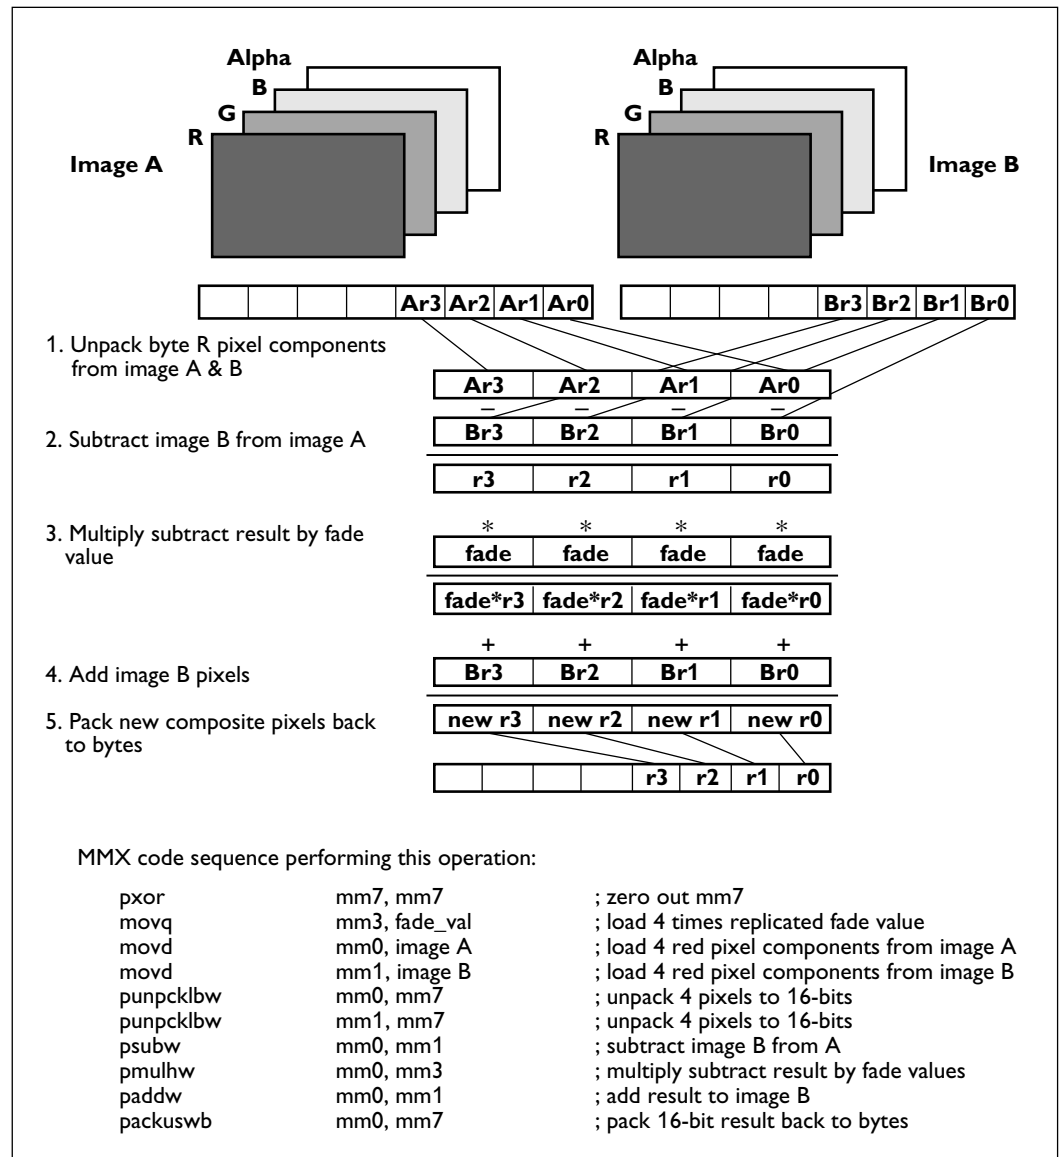 Alpha
B
G
R
Image A
Alpha
B
G
R
Image B
Ar3 Ar2 Ar1 Ar0
Br3 Br2 Br1 Br0
1. Unpack byte R pixel components
from image A & B
Ar3 Ar2 Ar1 Ar0
– – – –
2. Subtract image B from image A
Br3 Br2 Br1 Br0
r3 r2 r1 r0
3. Multiply subtract result by fade
value
* * * *
fade fade fade fade
fade*r3 fade*r2 fade*r1 fade*r0
+ + + +
4. Add image B pixels
Br3 Br2 Br1 Br0
5. Pack new composite pixels back
to bytes
new r3 new r2 new r1 new r0
r3 r2 r1 r0
MMX code sequence performing this operation:
pxor mm7, mm7 ; zero out mm7
movq mm3, fade_val ; load 4 times replicated fade value
movd mm0, image A ; load 4 red pixel components from image A
movd mm1, image B ; load 4 red pixel components from image B
punpcklbw mm0, mm7 ; unpack 4 pixels to 16-bits
punpcklbw mm1, mm7 ; unpack 4 pixels to 16-bits
psubw mm0, mm1 ; subtract image B from A
pmulhw mm0, mm3 ; multiply subtract result by fade values
paddw mm0, mm1 ; add result to image B
packuswb mm0, mm7 ; pack 16-bit result back to bytes